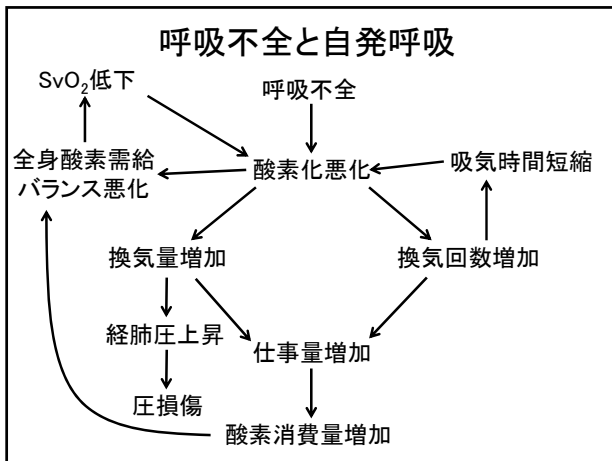 呼吸不全と自発呼吸
SvO₂低下
呼吸不全
全身酸素需給
バランス悪化
酸素化悪化
吸気時間短縮
換気量増加
換気回数増加
経肺圧上昇
仕事量増加
圧損傷
酸素消費量増加